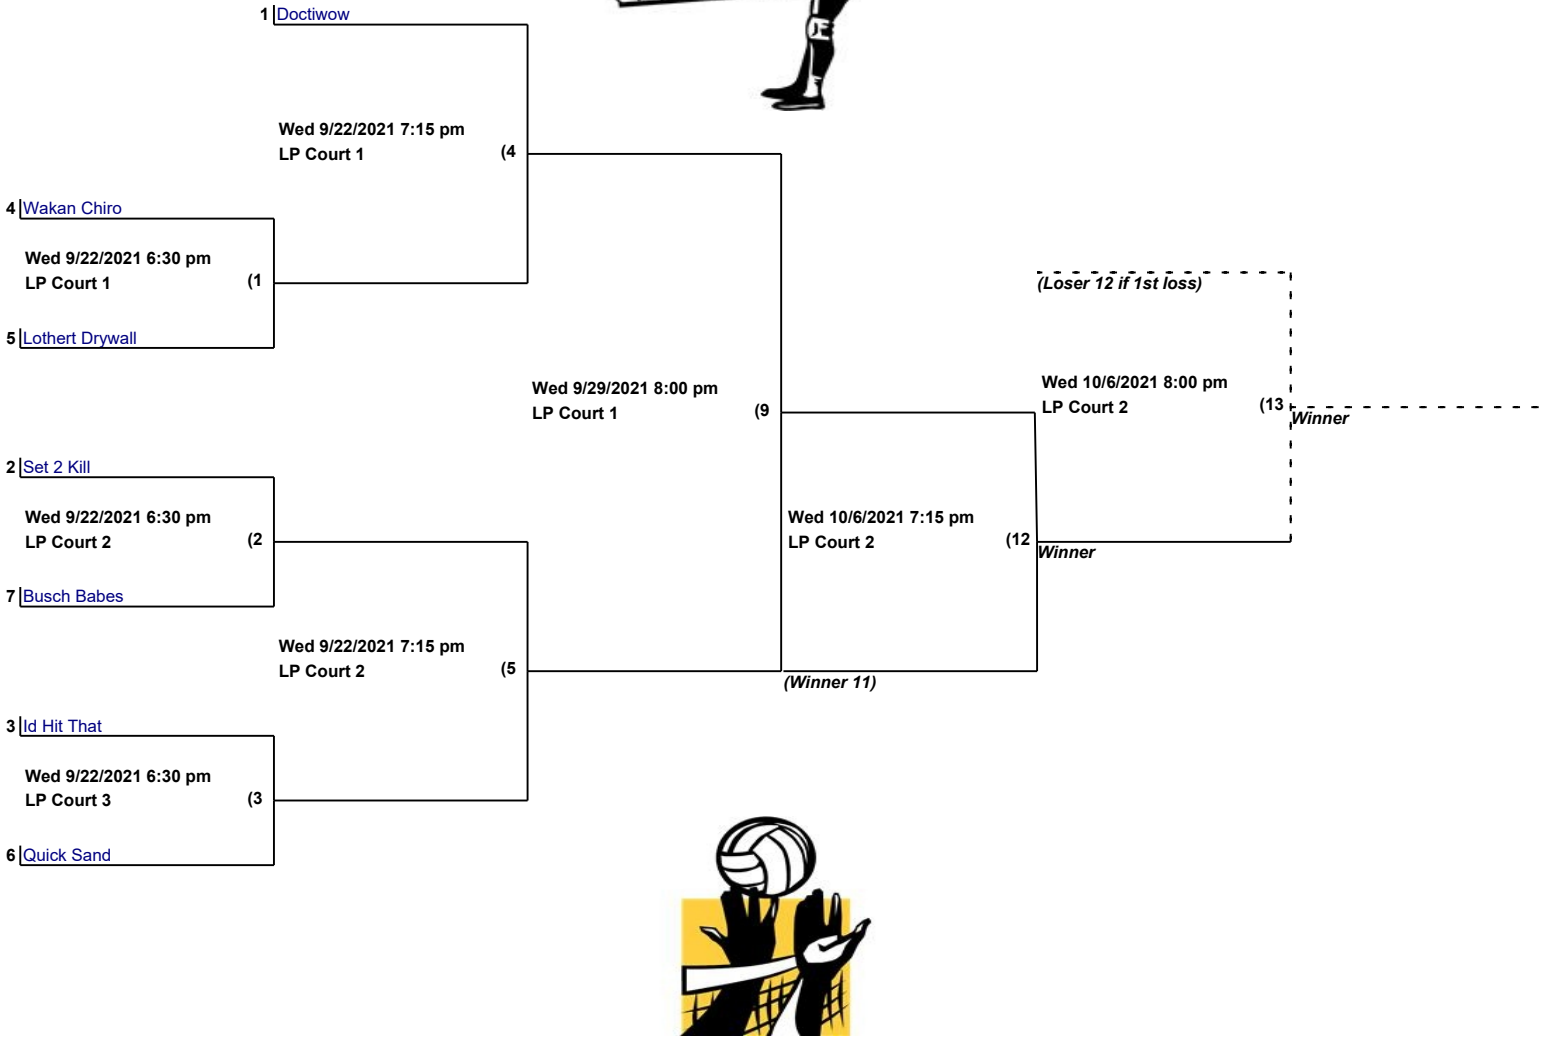 1 Doctiwow
Wed 9/22/2021 7:15 pm
LP Court 1 (4
4 Wakan Chiro
Wed 9/22/2021 6:30 pm
LP Court 1 (1
5 Lothert Drywall
(Loser 12 if 1st loss)
Wed 9/29/2021 8:00 pm
LP Court 1 (9
Wed 10/6/2021 8:00 pm
LP Court 2 (13
Winner
2 Set 2 Kill
Wed 9/22/2021 6:30 pm
LP Court 2 (2
7 Busch Babes
Wed 10/6/2021 7:15 pm
LP Court 2 (12
Winner
Wed 9/22/2021 7:15 pm
LP Court 2 (5
(Winner 11)
3 Id Hit That
Wed 9/22/2021 6:30 pm
LP Court 3 (3
6 Quick Sand